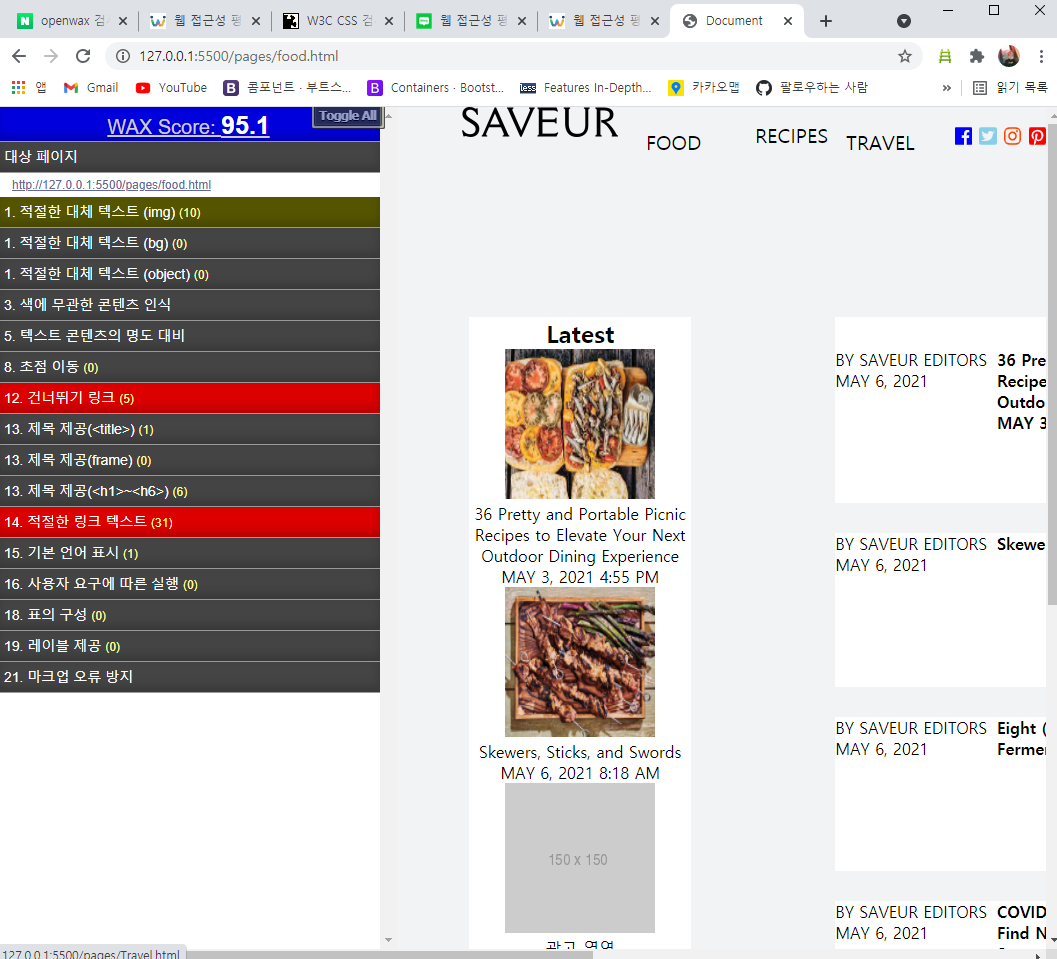 openwax 검
웹 접근성 평
W3C CSS 검
웹 접근성 평
웹 접근성 평
Document
127.0.0.1:5500/pages/food.html
앱
Gmail
YouTube
콤포넌트 · 부트스...
Containers · Bootst...
Features In-Depth...
카카오맵
팔로우하는 사람
»
읽기 목록
WAX Score: 95.1
Toggle All
대상 페이지
http://127.0.0.1:5500/pages/food.html
1. 적절한 대체 텍스트 (img) (10)
1. 적절한 대체 텍스트 (bg) (0)
1. 적절한 대체 텍스트 (object) (0)
3. 색에 무관한 콘텐츠 인식
5. 텍스트 콘텐츠의 명도 대비
8. 초점 이동 (0)
12. 건너뛰기 링크 (5)
13. 제목 제공(<title>) (1)
13. 제목 제공(frame) (0)
13. 제목 제공(<h1>~<h6>) (6)
14. 적절한 링크 텍스트 (31)
15. 기본 언어 표시 (1)
16. 사용자 요구에 따른 실행 (0)
18. 표의 구성 (0)
19. 레이블 제공 (0)
21. 마크업 오류 방지
127.0.0.1:5500/pages/Travel.html
SAVEUR
FOOD
RECIPES
TRAVEL
Latest
36 Pretty and Portable Picnic
Recipes to Elevate Your Next
Outdoor Dining Experience
MAY 3, 2021 4:55 PM
Skewers, Sticks, and Swords
MAY 6, 2021 8:18 AM
150 x 150
광고 영역
BY SAVEUR EDITORS
MAY 6, 2021
36 Pre
Recipe
Outdo
MAY 3
BY SAVEUR EDITORS
MAY 6, 2021
Skewe
BY SAVEUR EDITORS
MAY 6, 2021
Eight (
Ferme
BY SAVEUR EDITORS
MAY 6, 2021
COVID
Find N